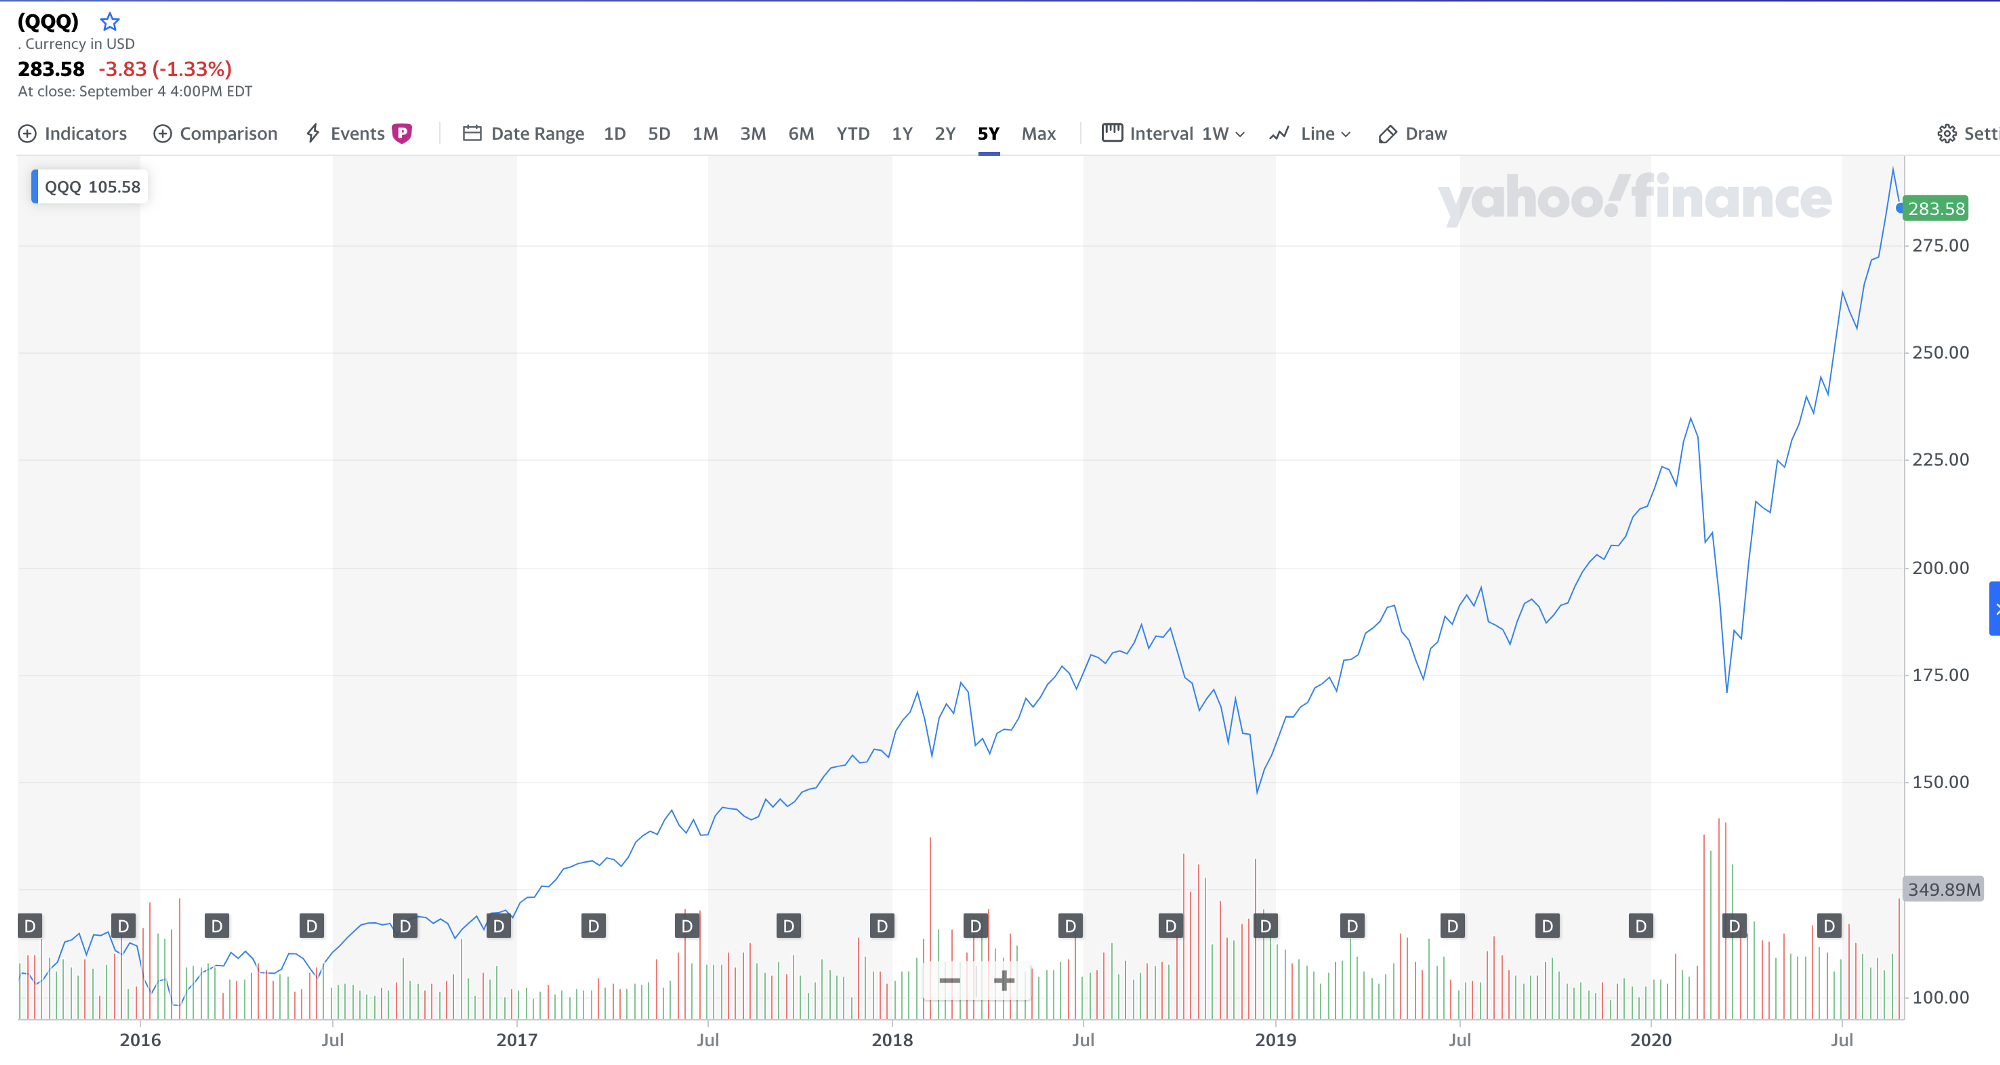 (QQQ)
. Currency in USD
283.58 -3.83 (-1.33%)
At close: September 4 4:00PM EDT
Indicators Comparison Events P Date Range 1D 5D 1M 3M 6M YTD 1Y 2Y 5Y Max Interval 1W Line Draw Setti
QQQ 105.58
yahoo!finance
283.58
275.00
250.00
225.00
200.00
175.00
150.00
349.89M
D D D D D D D D D D D D D D D D D D D D
100.00
2016 Jul 2017 Jul 2018 Jul 2019 Jul 2020 Jul